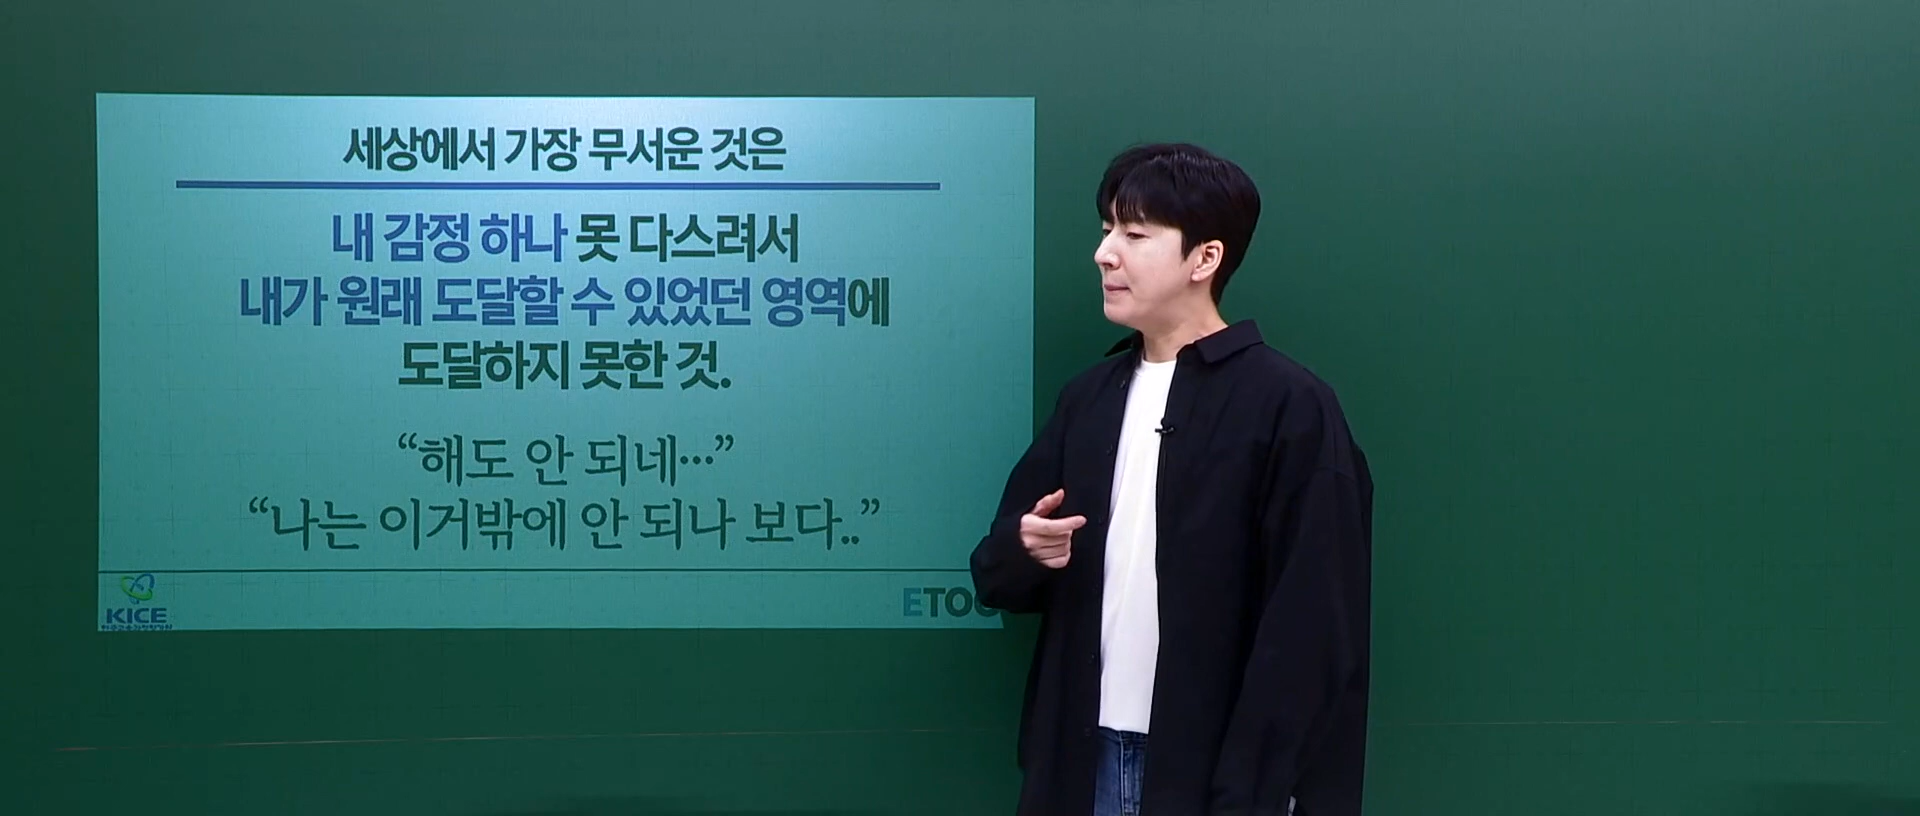 세상에서 가장 무서운 것은
내 감정 하나 못 다스려서
내가 원래 도달할 수 있었던 영역에
도달하지 못한 것.
“해도 안 되네…”
“나는 이거밖에 안 되나 보다..”
KICE
ETOO